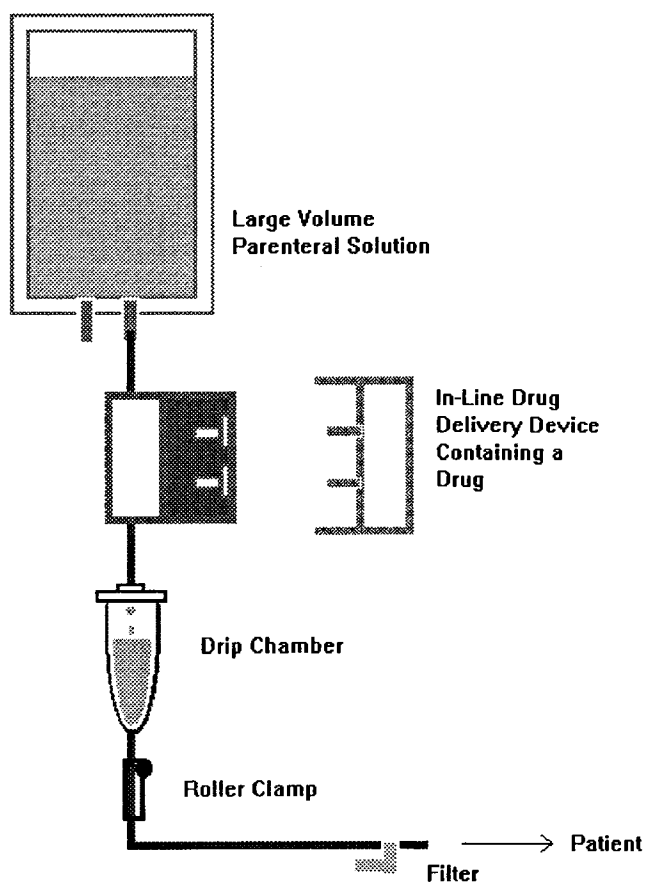 Large Volume
Parenteral Solution
In-Line Drug
Delivery Device
Containing a
Drug
Drip Chamber
Roller Clamp
Patient
Filter